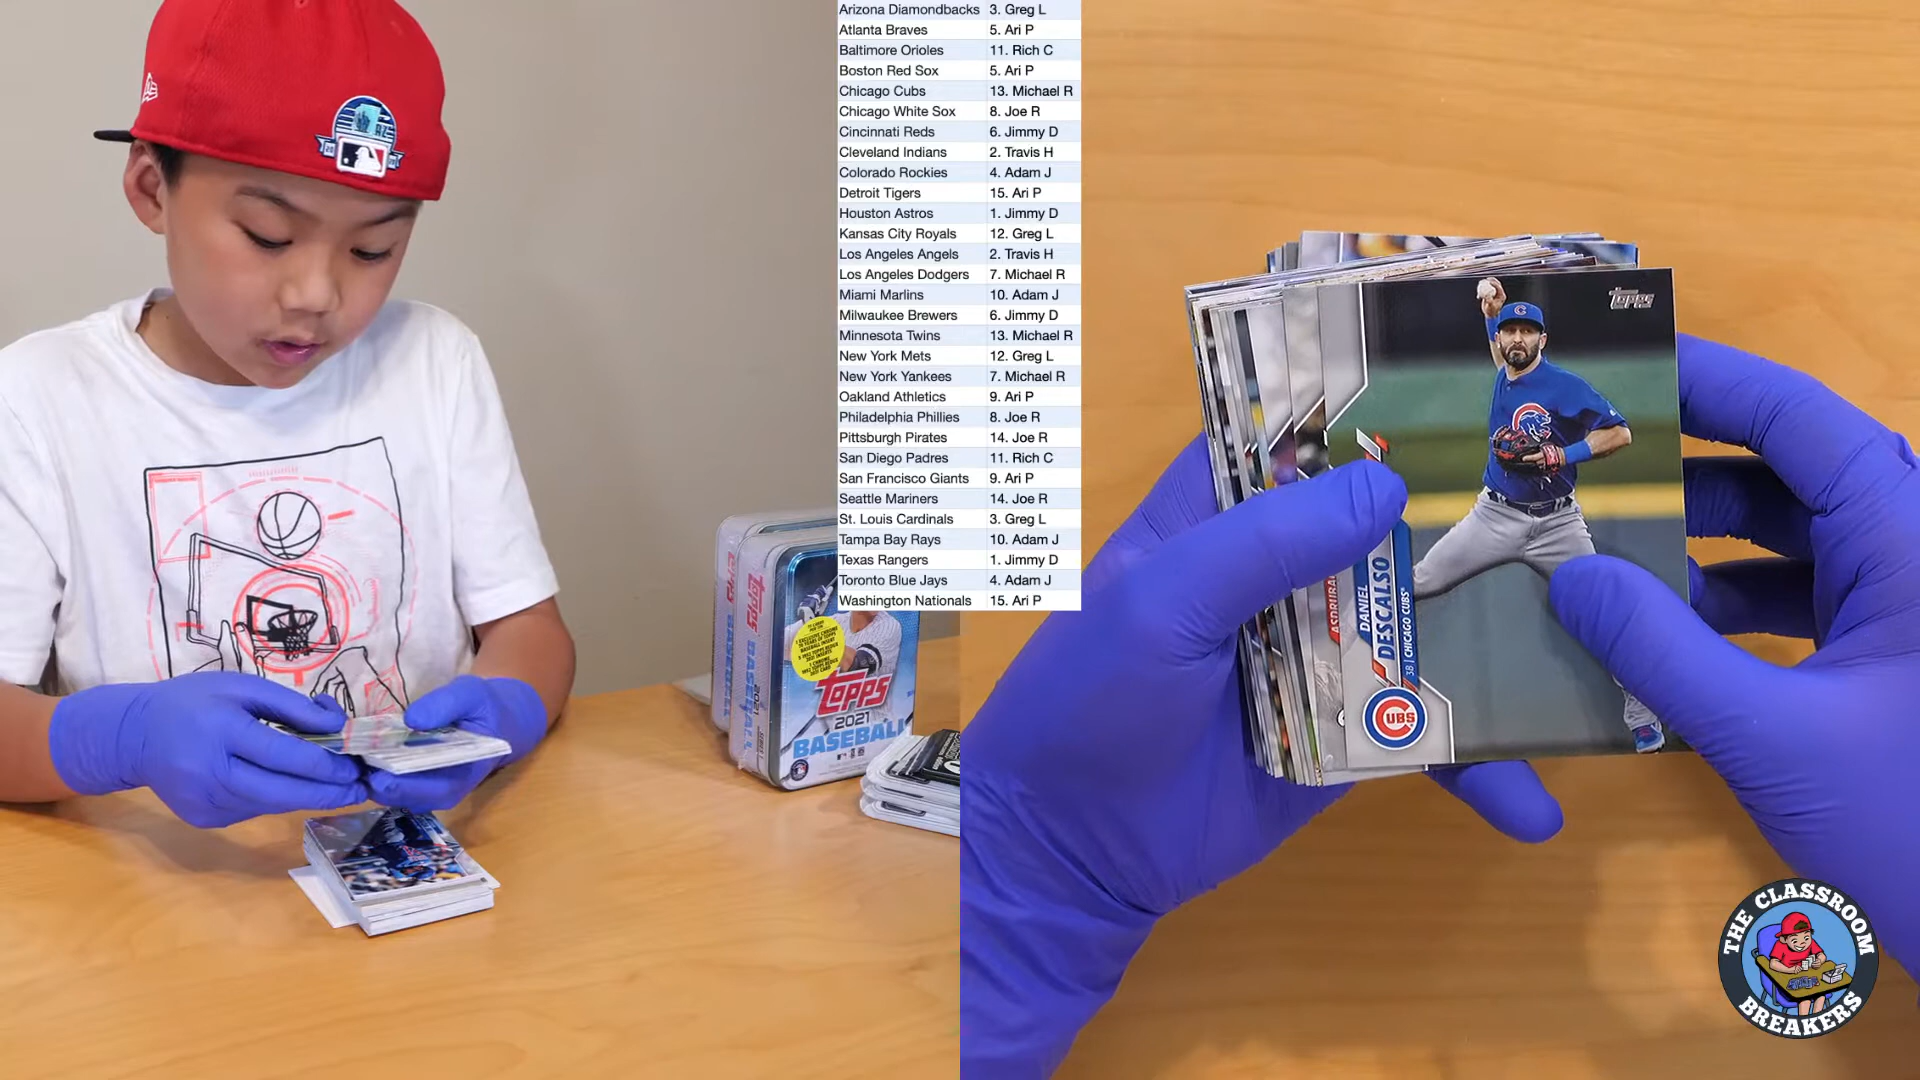 Arizona Diamondbacks 3. Greg L
Atlanta Braves 5. Ari P
Baltimore Orioles 11. Rich C
Boston Red Sox 5. Ari P
Chicago Cubs 13. Michael R
Chicago White Sox 8. Joe R
Cincinnati Reds 6. Jimmy D
Cleveland Indians 2. Travis H
Colorado Rockies 4. Adam J
Detroit Tigers 15. Ari P
Houston Astros 1. Jimmy D
Kansas City Royals 12. Greg L
Los Angeles Angels 2. Travis H
Los Angeles Dodgers 7. Michael R
Miami Marlins 10. Adam J
Milwaukee Brewers 6. Jimmy D
Minnesota Twins 13. Michael R
New York Mets 12. Greg L
New York Yankees 7. Michael R
Oakland Athletics 9. Ari P
Philadelphia Phillies 8. Joe R
Pittsburgh Pirates 14. Joe R
San Diego Padres 11. Rich C
San Francisco Giants 9. Ari P
Seattle Mariners 14. Joe R
St. Louis Cardinals 3. Greg L
Tampa Bay Rays 10. Adam J
Texas Rangers 1. Jimmy D
Toronto Blue Jays 4. Adam J
Washington Nationals 15. Ari P
Topps
2021
BASEBALL
Topps
DANIEL
DESCALSO
3B | CHICAGO CUBS
CUBS
THE CLASSROOM
BREAKERS